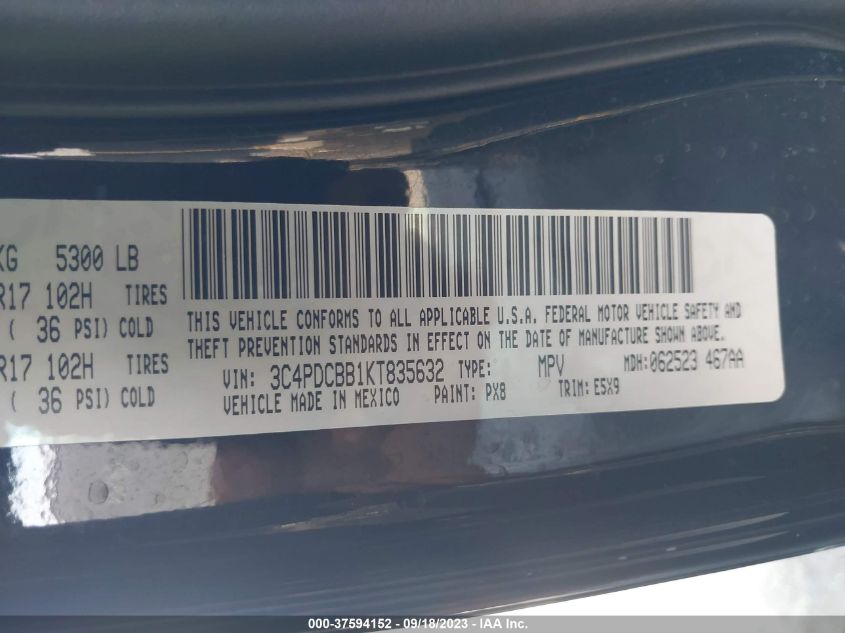 KG 5300 LB
R17 102H TIRES
( 36 PSI) COLD
R17 102H TIRES
( 36 PSI) COLD
THIS VEHICLE CONFORMS TO ALL APPLICABLE U.S.A. FEDERAL MOTOR VEHICLE SAFETY AND
THEFT PREVENTION STANDARDS IN EFFECT ON THE DATE OF MANUFACTURE SHOWN ABOVE.
VIN: 3C4PDCBB1KT835632 TYPE: MPV MDH:062523 467AA
VEHICLE MADE IN MEXICO PAINT: PX8 TRIM: E5X9
000-37594152 - 09/18/2023 - IAA Inc.